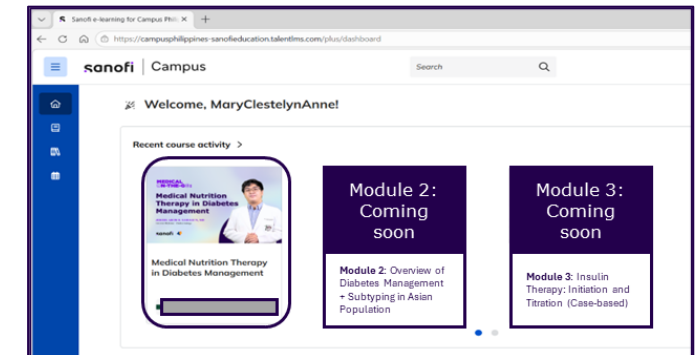 Sanofi e-learning for Campus Phili
https://campusphilippines-sanofieducation.talentlms.com/plus/dashboard
sanofi | Campus
Search
Welcome, MaryClestelynAnne!
Recent course activity >
MEDICAL
Medical Nutrition
Therapy in Diabetes
Management
sanofi
Medical Nutrition Therapy
in Diabetes Management
Module 2:
Coming
soon
Module 2: Overview of
Diabetes Management
+ Subtyping in Asian
Population
Module 3:
Coming
soon
Module 3: Insulin
Therapy: Initiation and
Titration (Case-based)